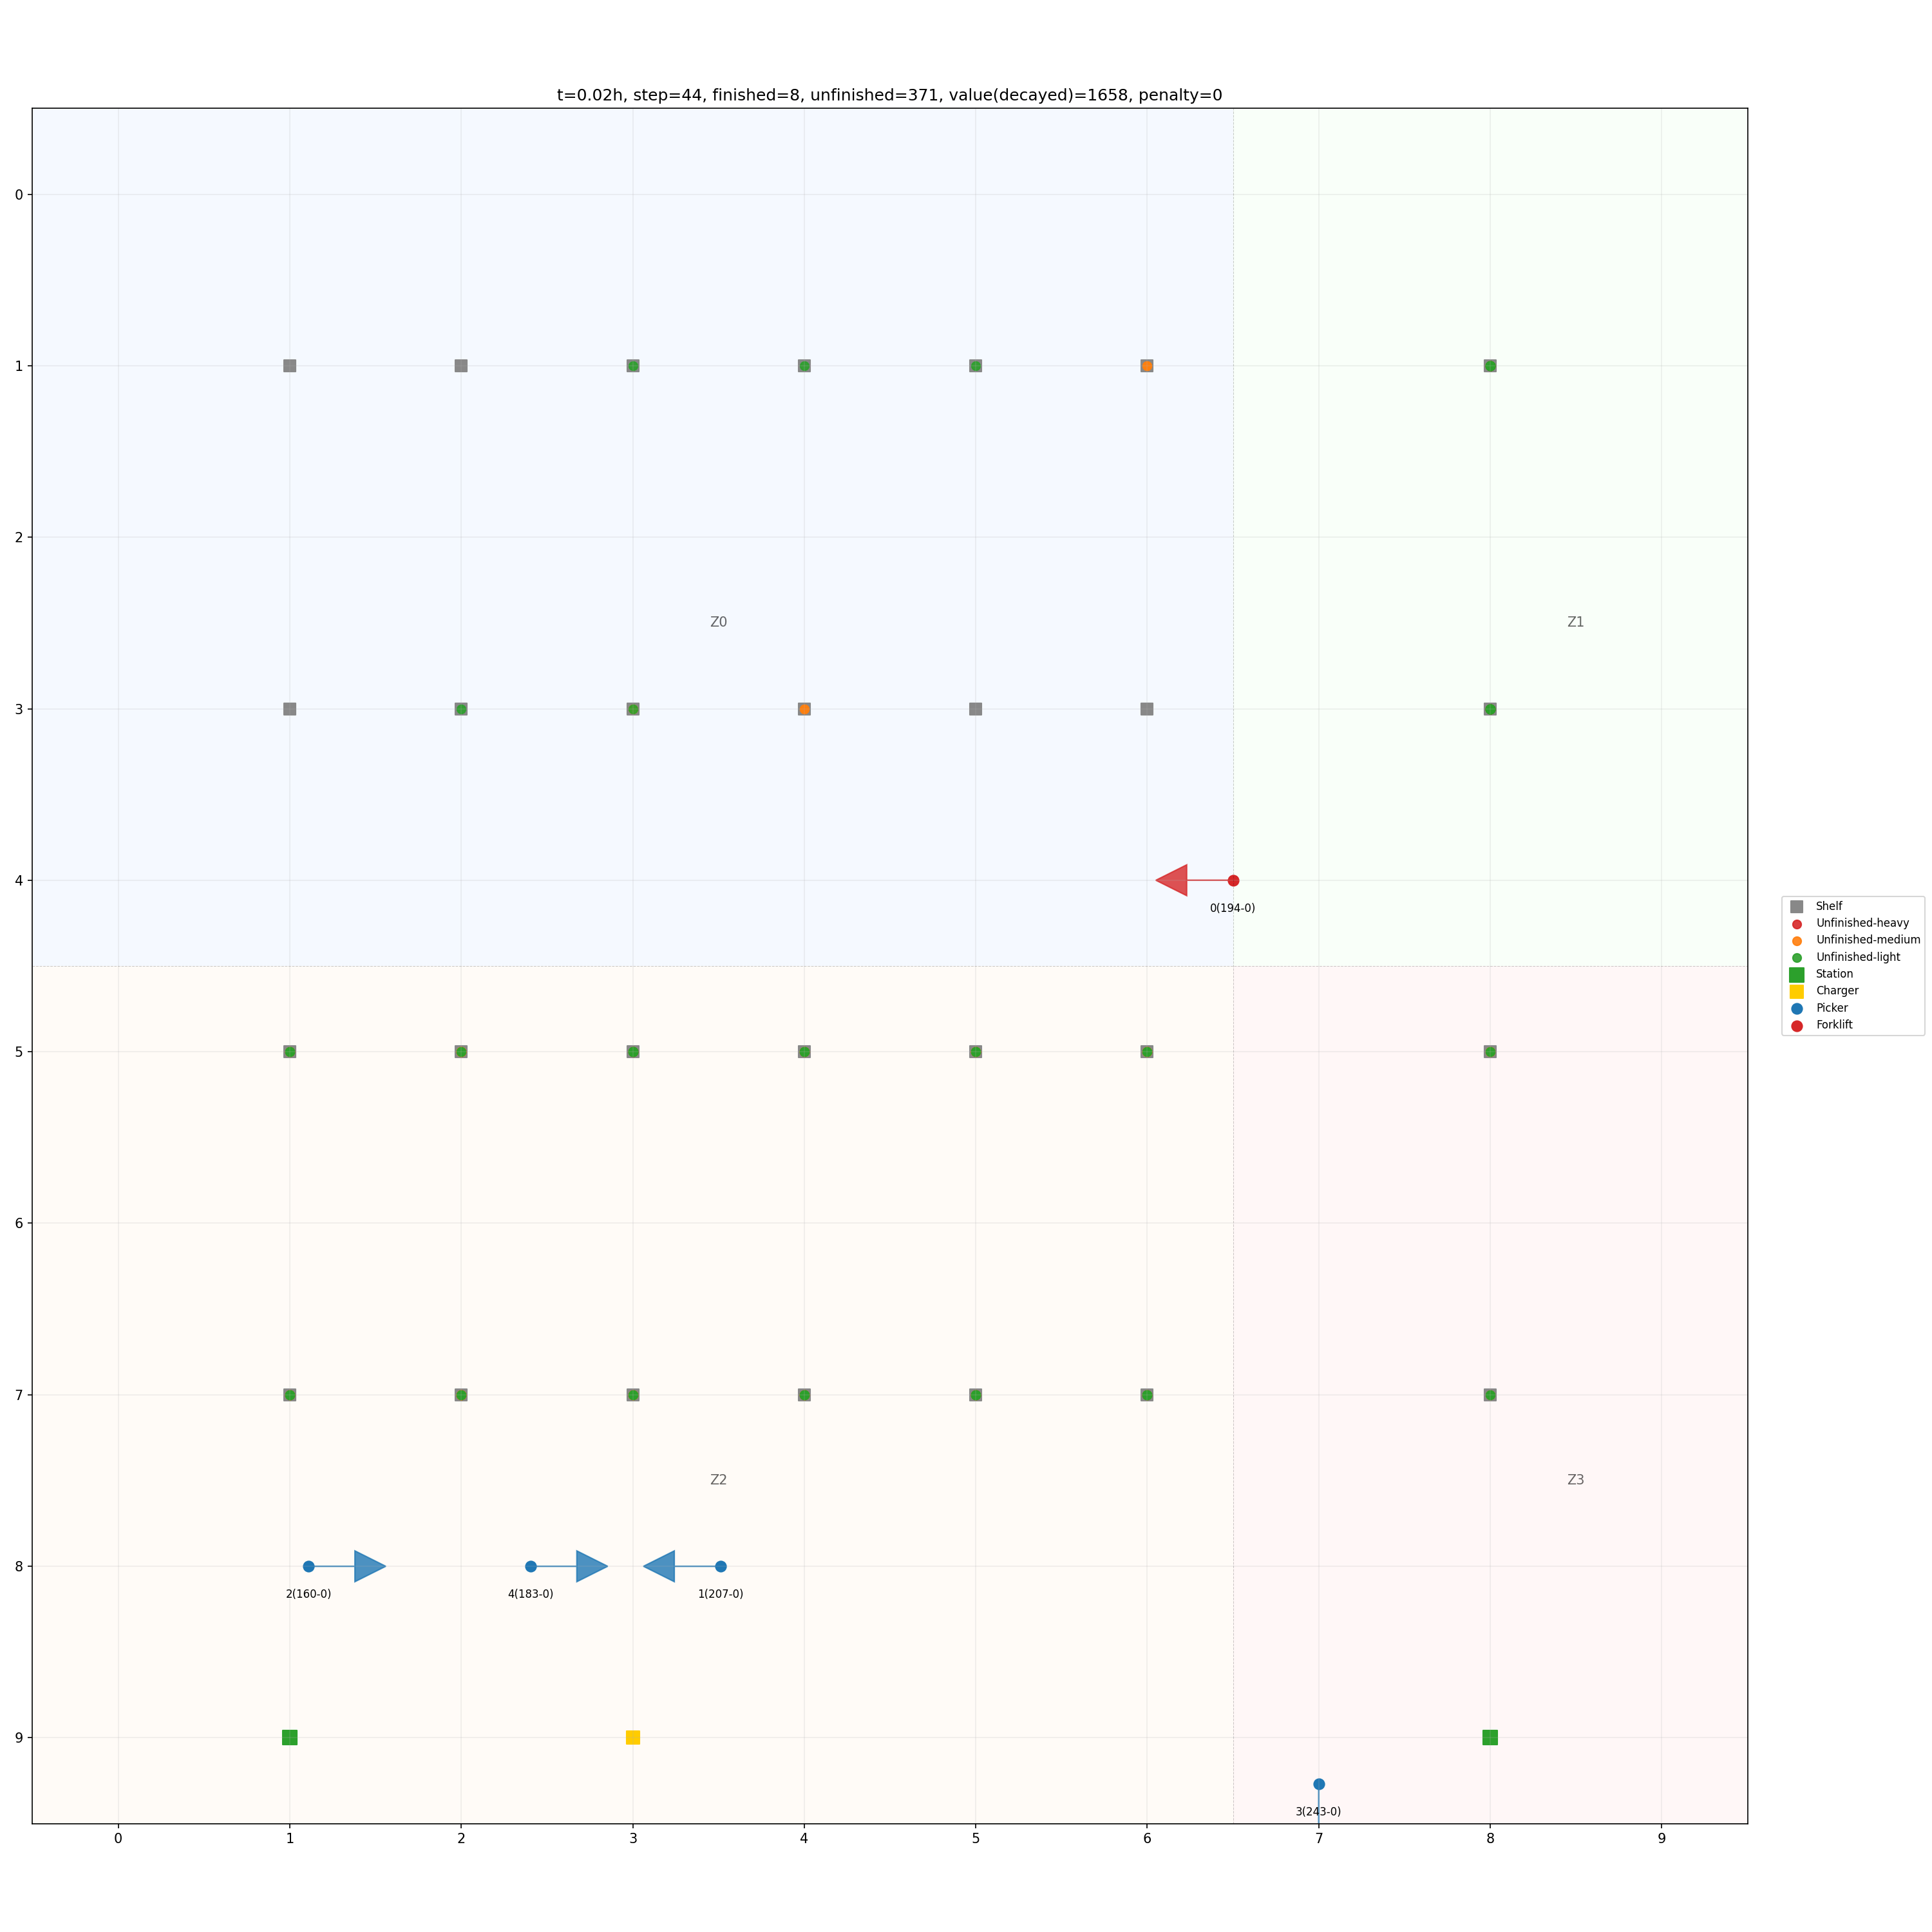 t=0.02h, step=44, finished=8, unfinished=371, value(decayed)=1658, penalty=0
0
1
2
Z0
Z1
3
4
0(194-0)
Shelf
Unfinished-heavy
Unfinished-medium
Unfinished-light
Station
Charger
Picker
Forklift
5
6
7
Z2
Z3
8
2(160-0)
4(183-0)
1(207-0)
9
3(243-0)
0 1 2 3 4 5 6 7 8 9